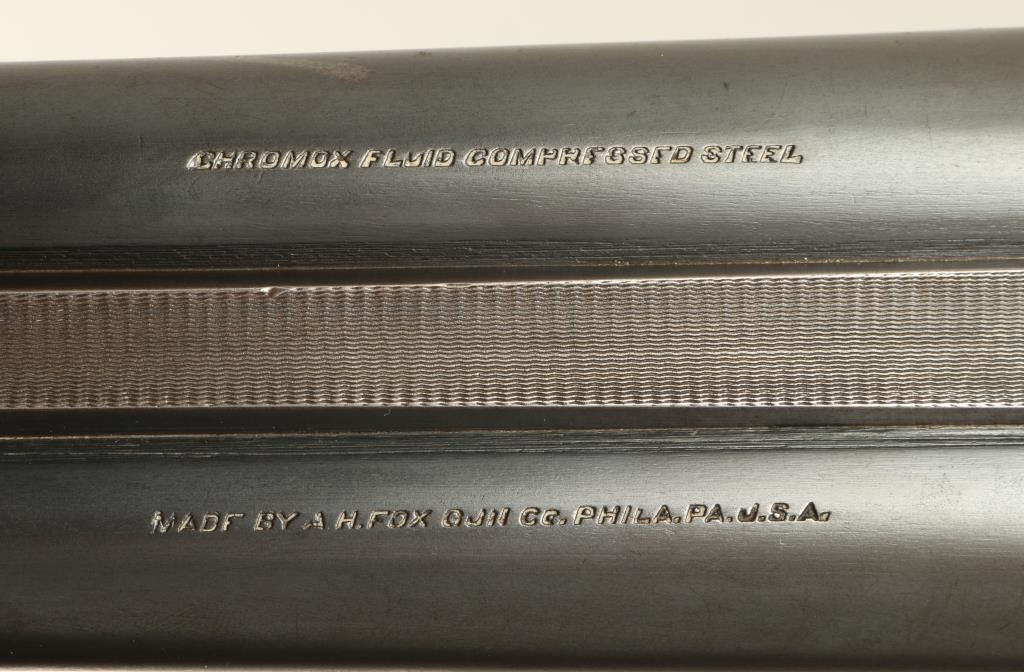 CHROMOX FLUID COMPRESSED STEEL
MADE BY A.H.FOX GUN CO. PHILA.PA.U.S.A.